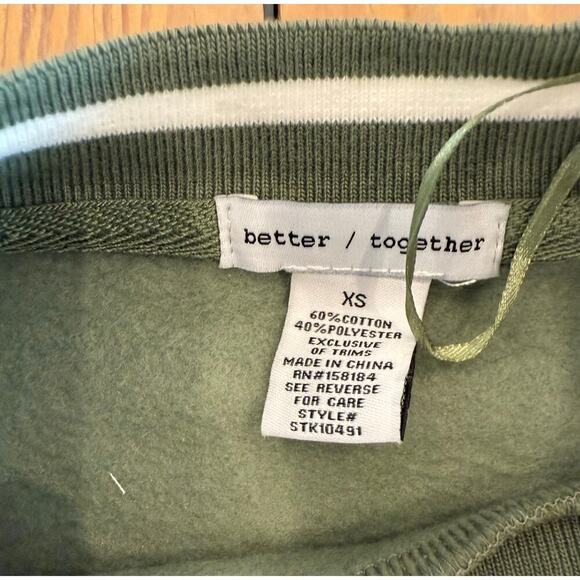 better / together
XS
60%COTTON
40%POLYESTER
EXCLUSIVE
OF TRIMS
MADE IN CHINA
RN#158184
SEE REVERSE
FOR CARE
STYLE#
STK10491